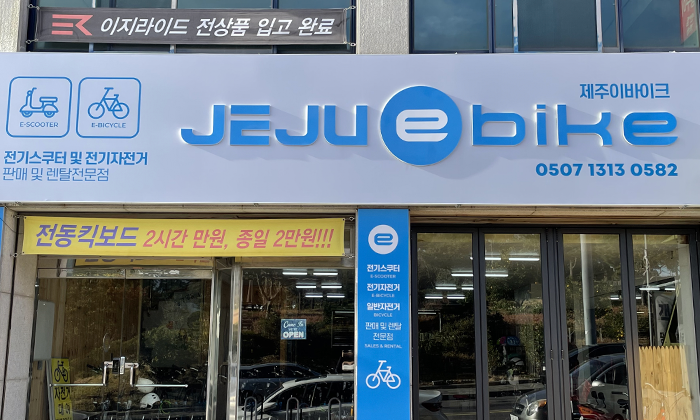 이지라이드 전상품 입고 완료
E-SCOOTER
E-BICYCLE
전기스쿠터 및 전기자전거
판매 및 렌탈전문점
제주이바이크
JEJU e bike
0507 1313 0582
전동킥보드 2시간 만원, 종일 2만원!!!
e
전기스쿠터
E-SCOOTER
전기자전거
E-BICYCLE
일반자전거
BICYCLE
판매 및 렌탈
전문점
SALES & RENTAL
OPEN
자전거